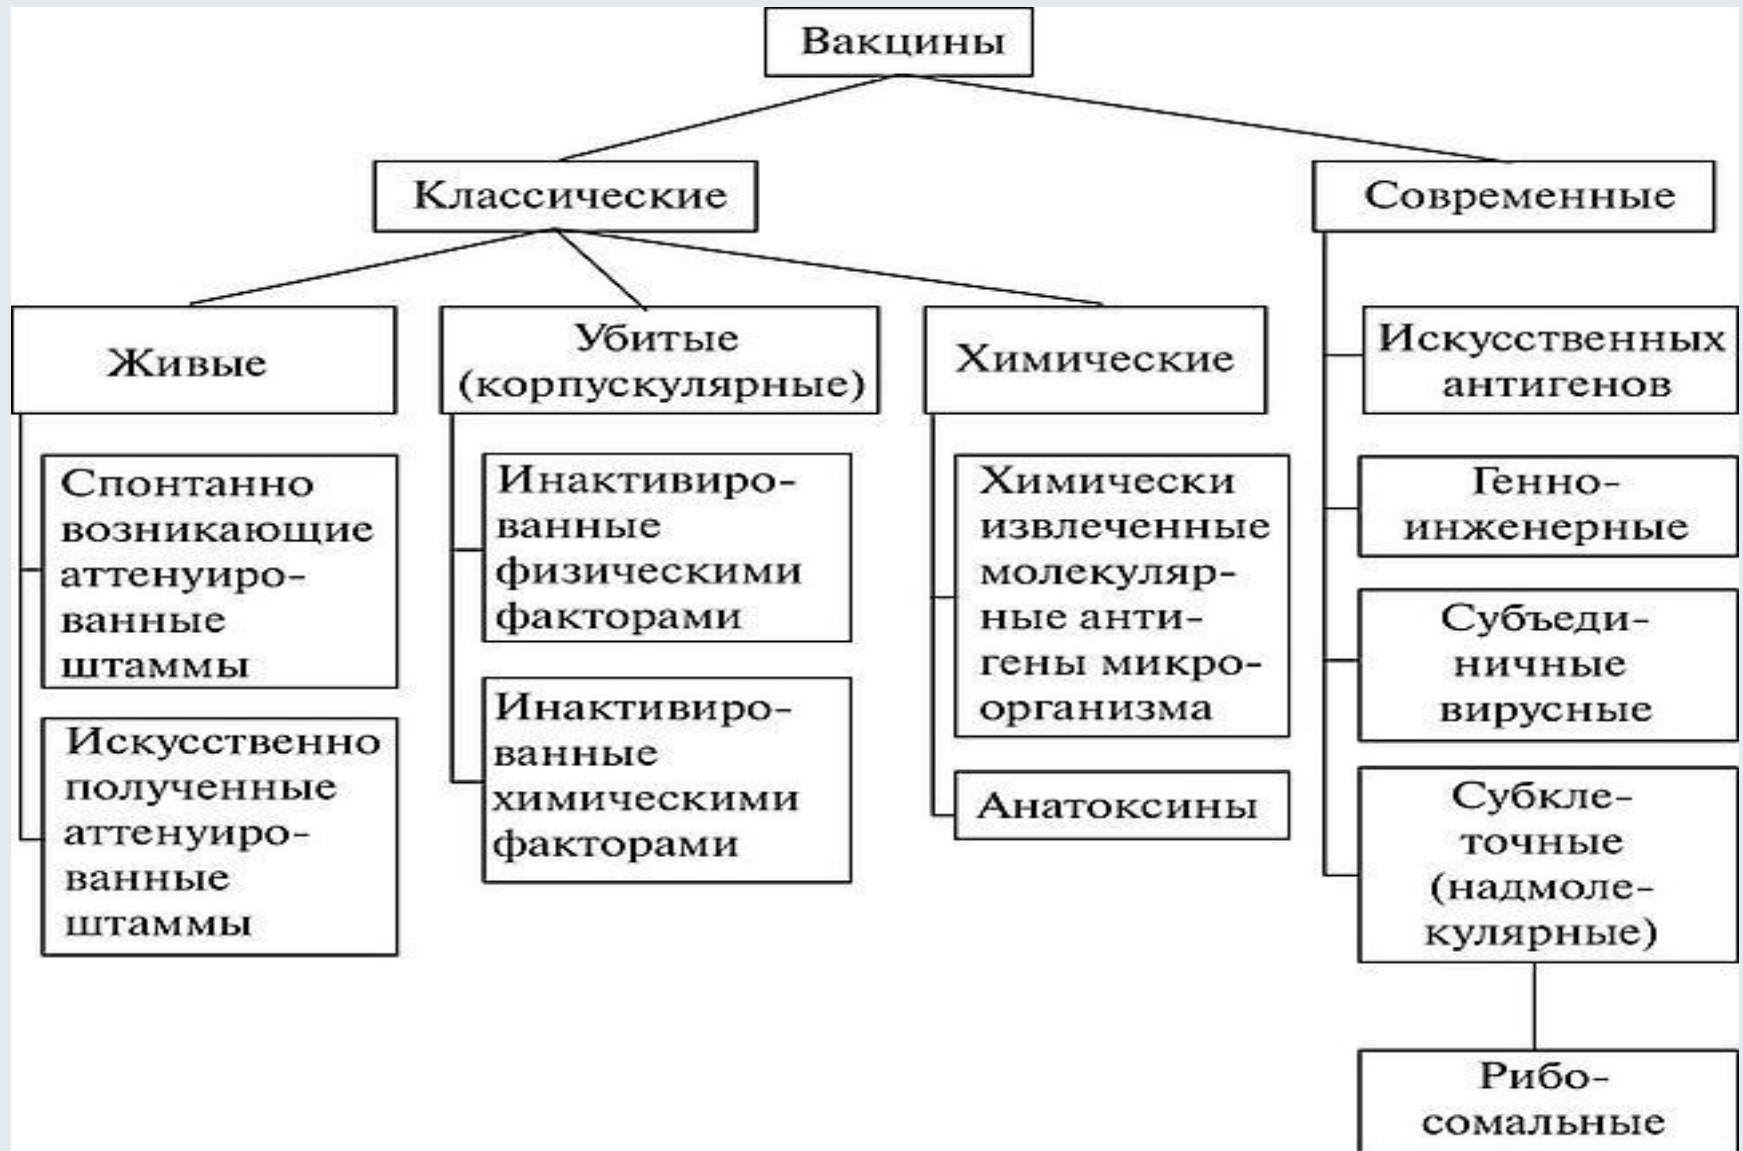 Вакцины
Классические
Современные
Живые
Убитые
(корпускулярные)
Химические
Искусственных
антигенов
Спонтанно
возникающие
аттенуиро-
ванные
штаммы
Искусственно
полученные
аттенуиро-
ванные
штаммы
Инактивиро-
ванные
физическими
факторами
Инактивиро-
ванные
химическими
факторами
Химически
извлеченные
молекуляр-
ные анти-
гены микро-
организма
Анатоксины
Генно-
инженерные
Субъеди-
ничные
вирусные
Субкле-
точные
(надмоле-
кулярные)
Рибо-
сомальные